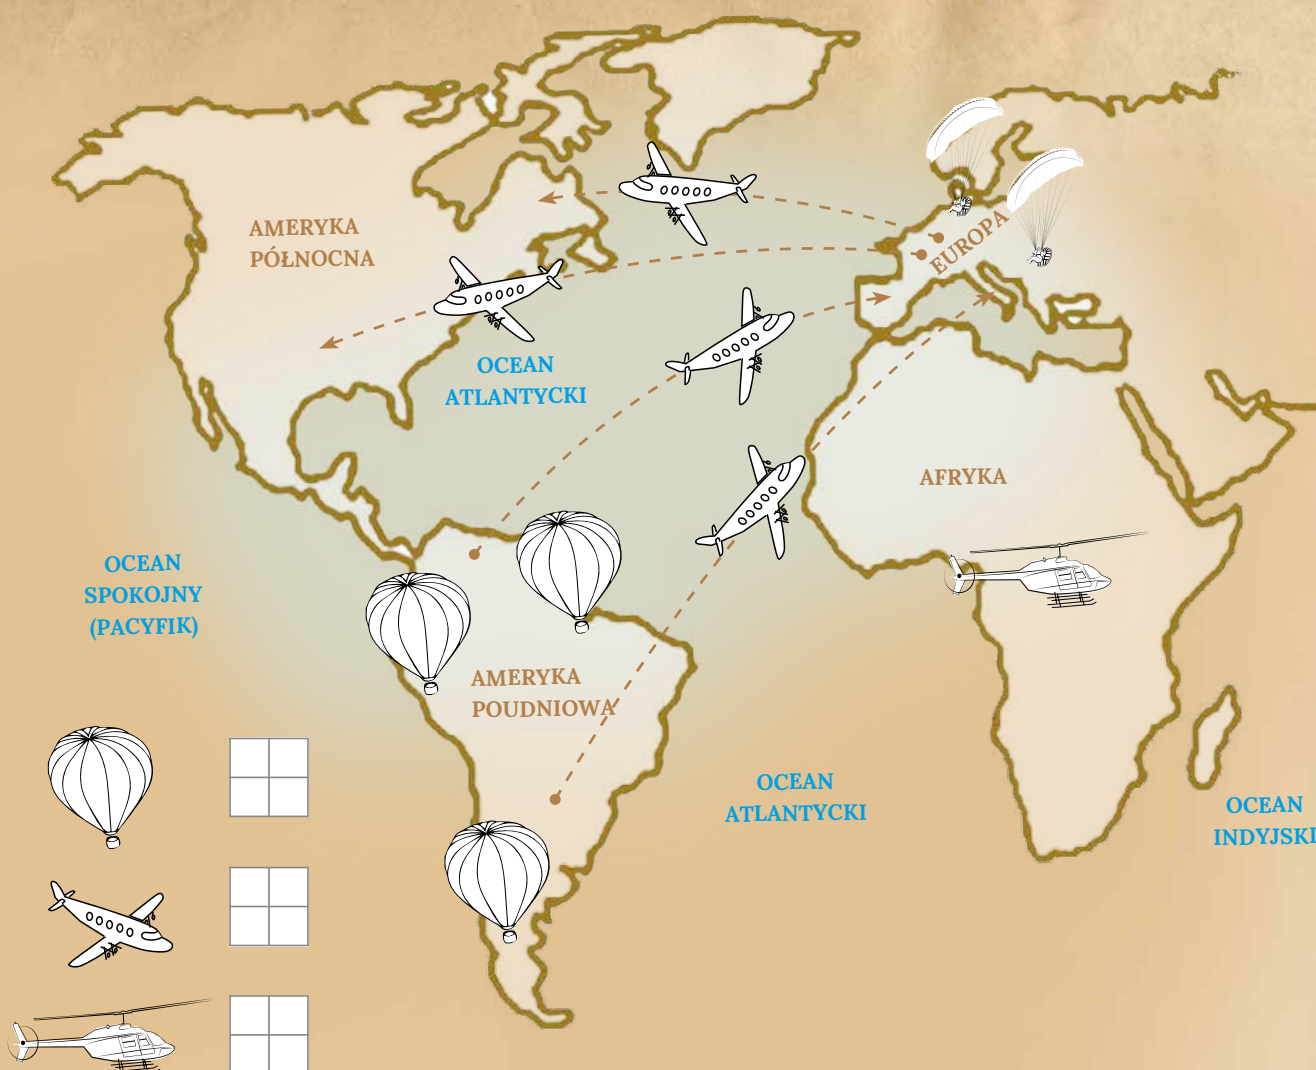 AMERYKA
PÓŁNOCNA
EUROPA
OCEAN
ATLANTYCKI
AFRYKA
OCEAN
SPOKOJNY
(PACYFIK)
AMERYKA
POUDNIOWA
OCEAN
ATLANTYCKI
OCEAN
INDYJSKI